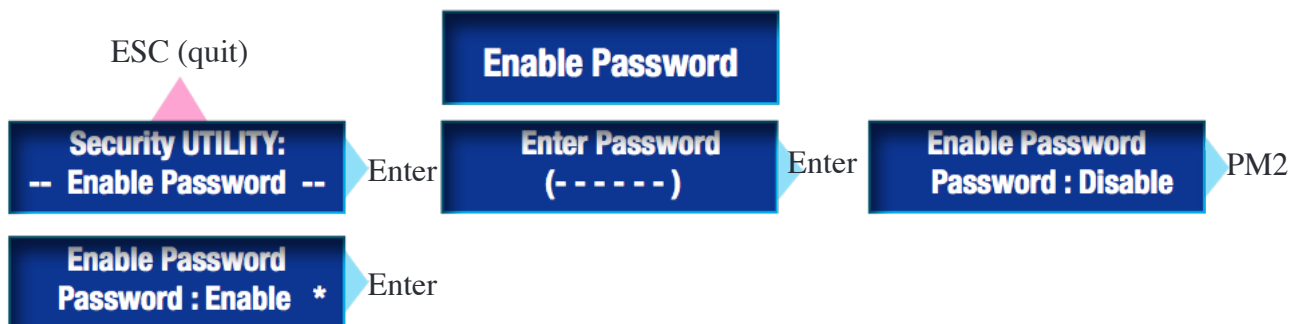 ESC (quit)
Enable Password
Security UTILITY:
-- Enable Password --
Enter
Enter Password
(- - - - - -)
Enter
Enable Password
Password : Disable
PM2
Enable Password
Password : Enable *
Enter